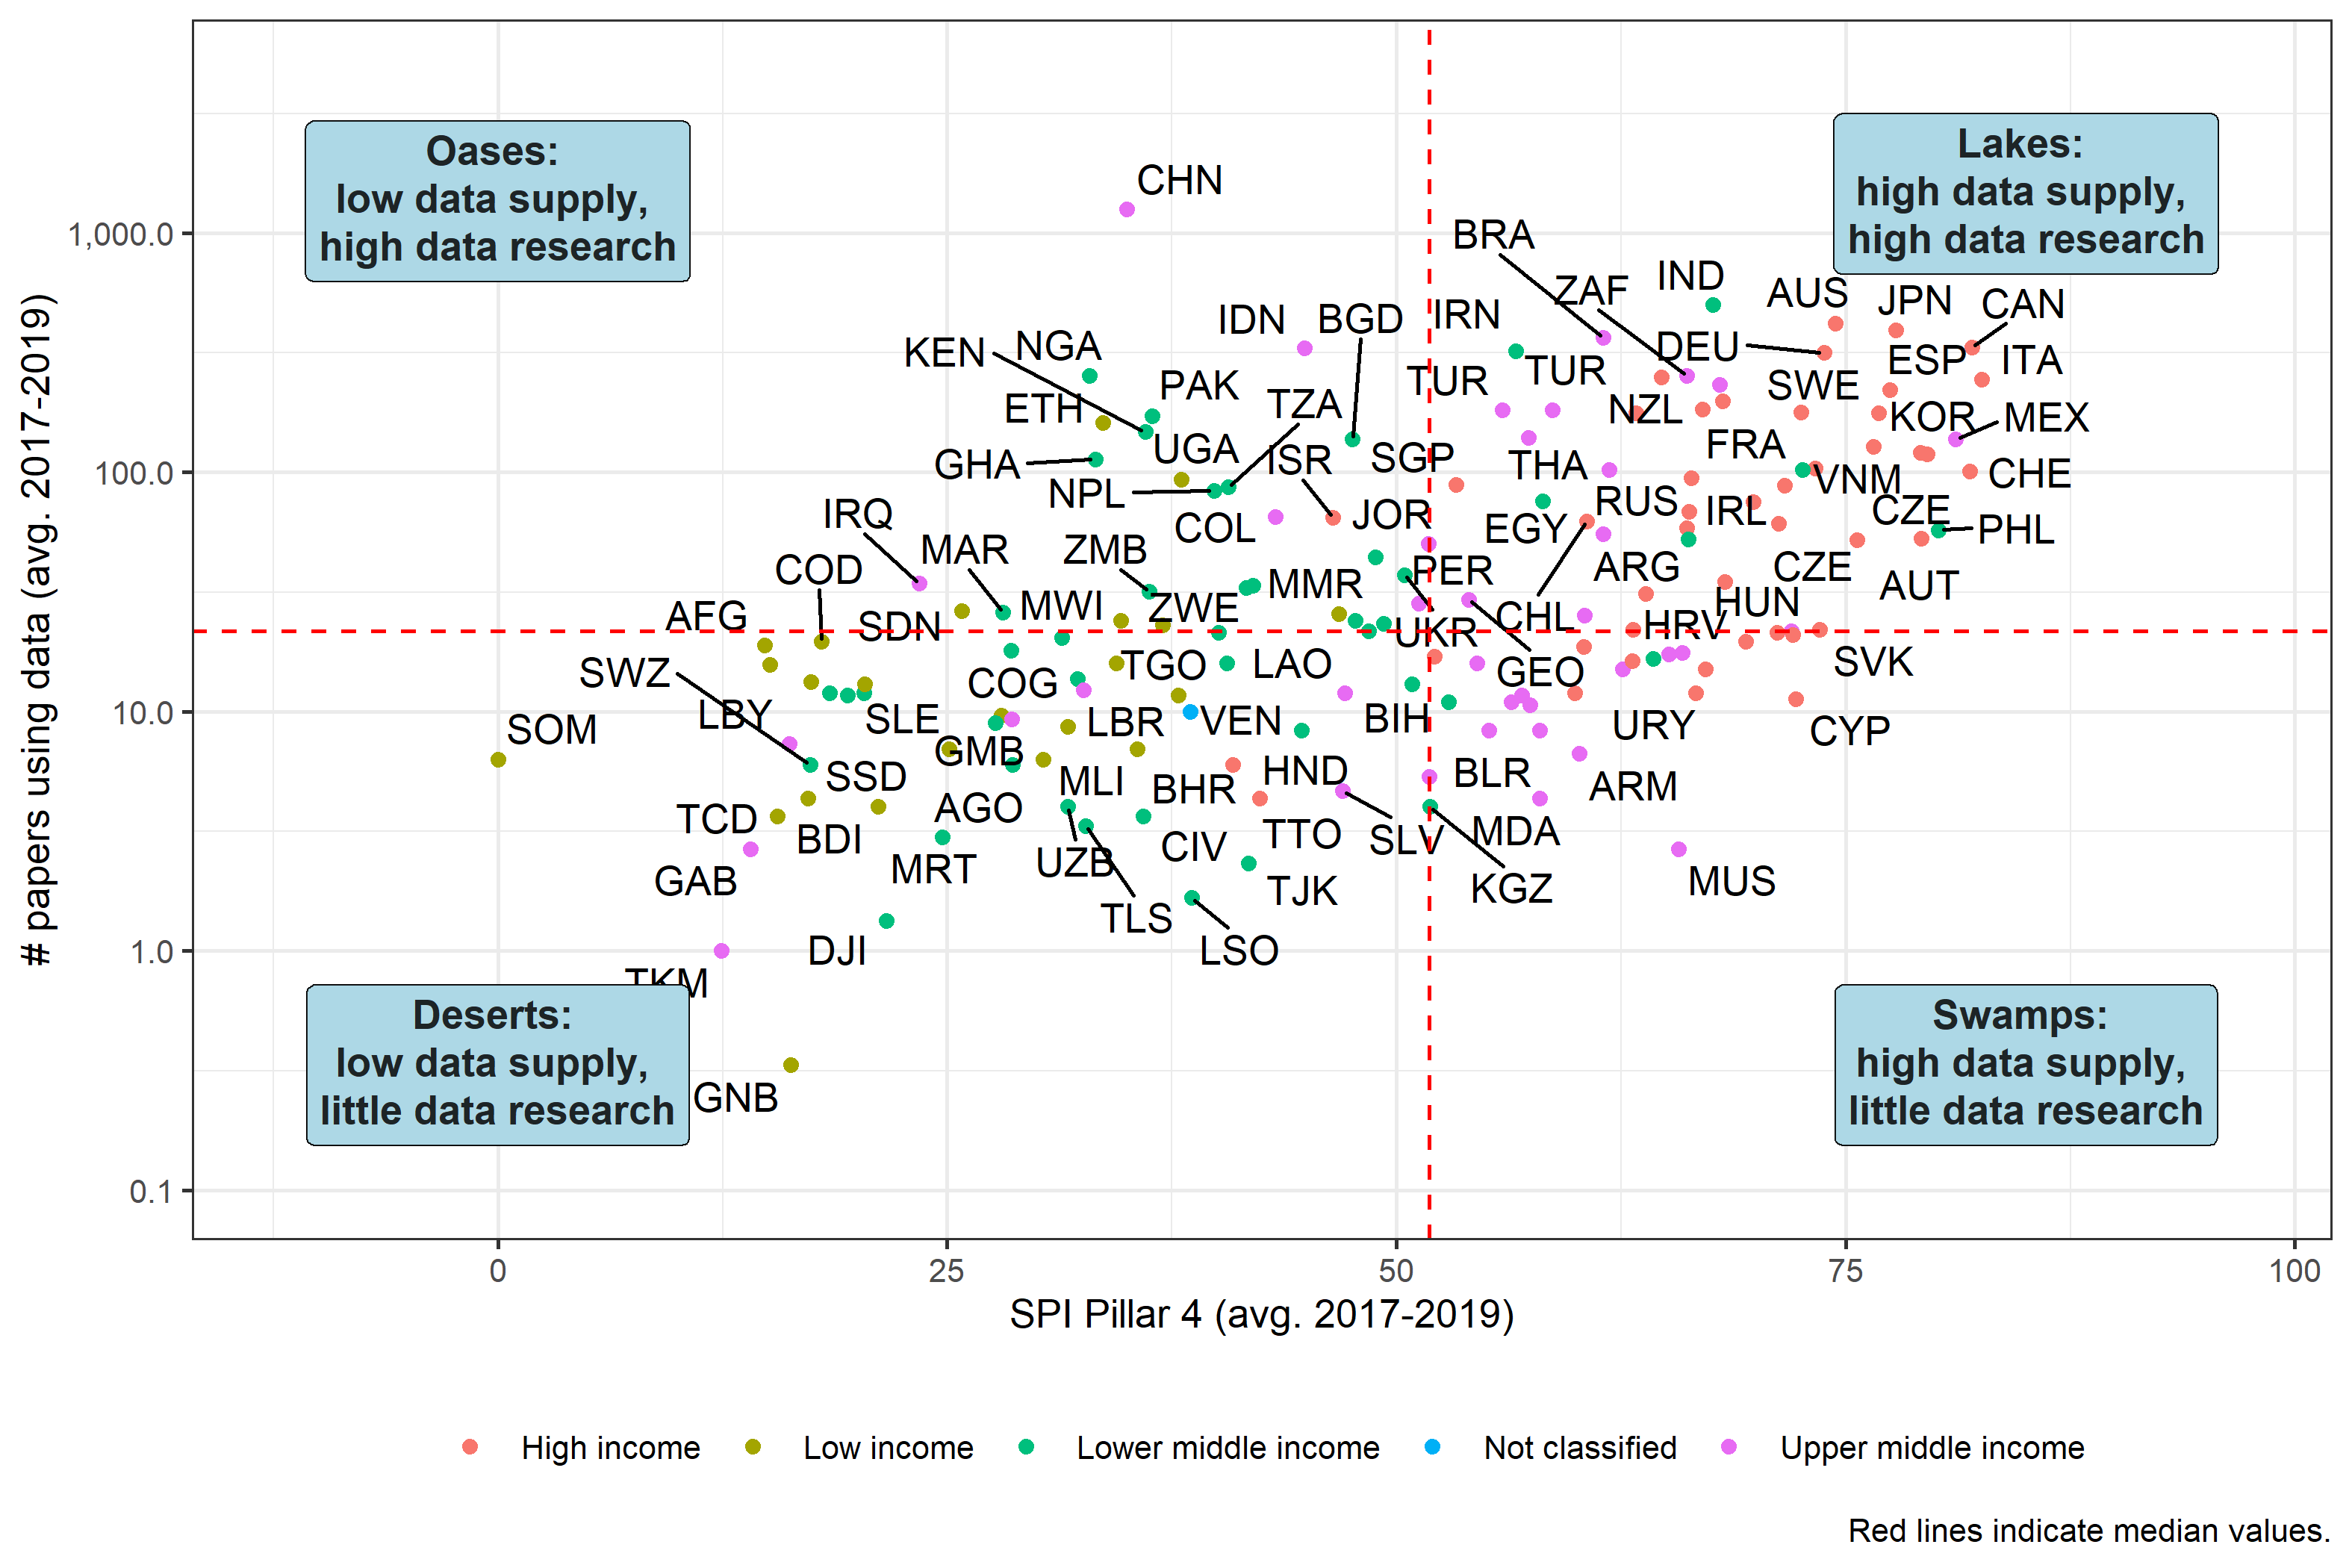 Oases:
low data supply,
high data research
Lakes:
high data supply,
high data research
CHN
BRA
ZAF
IND
AUS
JPN
CAN
IDN
BGD
IRN
KEN
NGA
DEU
ESP
ITA
PAK
TUR
TUR
SWE
ETH
TZA
NZL
KOR
MEX
GHA
UGA
ISR
SGP
THA
FRA
VNM
CHE
NPL
IRQ
COL
JOR
EGY
RUS
IRL
CZE
PHL
MAR
ZMB
COD
MMR
PER
ARG
CZE
AUT
AFG
SDN
MWI
ZWE
UKR
CHL
HRV
HUN
SWZ
COG
TGO
LAO
GEO
SVK
SOM
LBY
SLE
LBR
VEN
BIH
URY
CYP
GMB
SSD
MLI
BHR
HND
BLR
ARM
TCD
BDI
AGO
UZB
CIV
TTO
SLV
MDA
GAB
MRT
TLS
TJK
KGZ
MUS
DJI
LSO
TKM
GNB
Deserts:
low data supply,
little data research
Swamps:
high data supply,
little data research
1,000.0
100.0
10.0
1.0
0.1
# papers using data (avg. 2017-2019)
0
25
50
75
100
SPI Pillar 4 (avg. 2017-2019)
High income
Low income
Lower middle income
Not classified
Upper middle income
Red lines indicate median values.